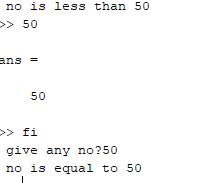 no is less than 50
>> 50
ans =
50
>> fi
give any no?50
no is equal to 50